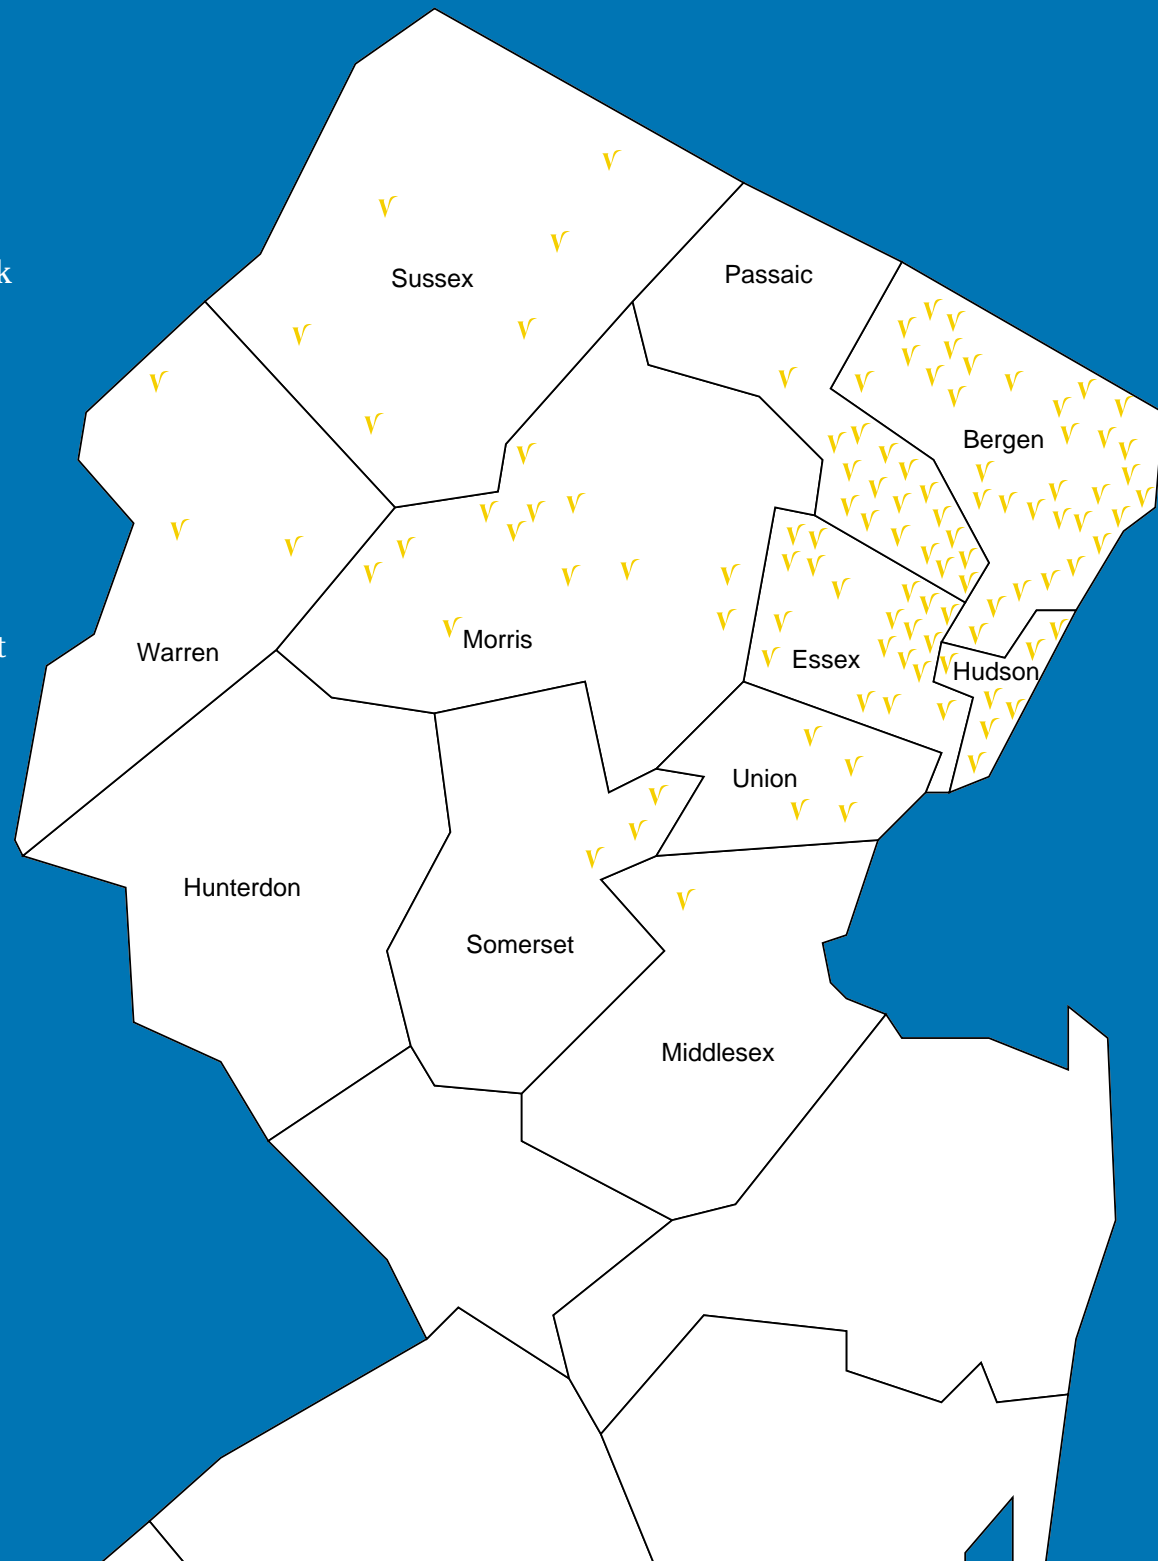 Passaic
k
Sussex
Bergen
t
Morris
Warren
Essex
Hudson
Union
Hunterdon
Somerset
Middlesex